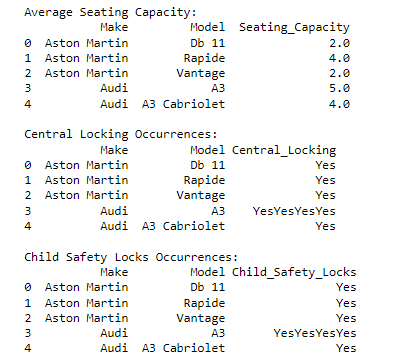 Average Seating Capacity:
Make Model Seating_Capacity
0 Aston Martin Db 11 2.0
1 Aston Martin Rapide 4.0
2 Aston Martin Vantage 2.0
3 Audi A3 5.0
4 Audi A3 Cabriolet 4.0
Central Locking Occurrences:
Make Model Central_Locking
0 Aston Martin Db 11 Yes
1 Aston Martin Rapide Yes
2 Aston Martin Vantage Yes
3 Audi A3 YesYesYesYes
4 Audi A3 Cabriolet Yes
Child Safety Locks Occurrences:
Make Model Child_Safety_Locks
0 Aston Martin Db 11 Yes
1 Aston Martin Rapide Yes
2 Aston Martin Vantage Yes
3 Audi A3 YesYesYesYes
4 Audi A3 Cabriolet Yes